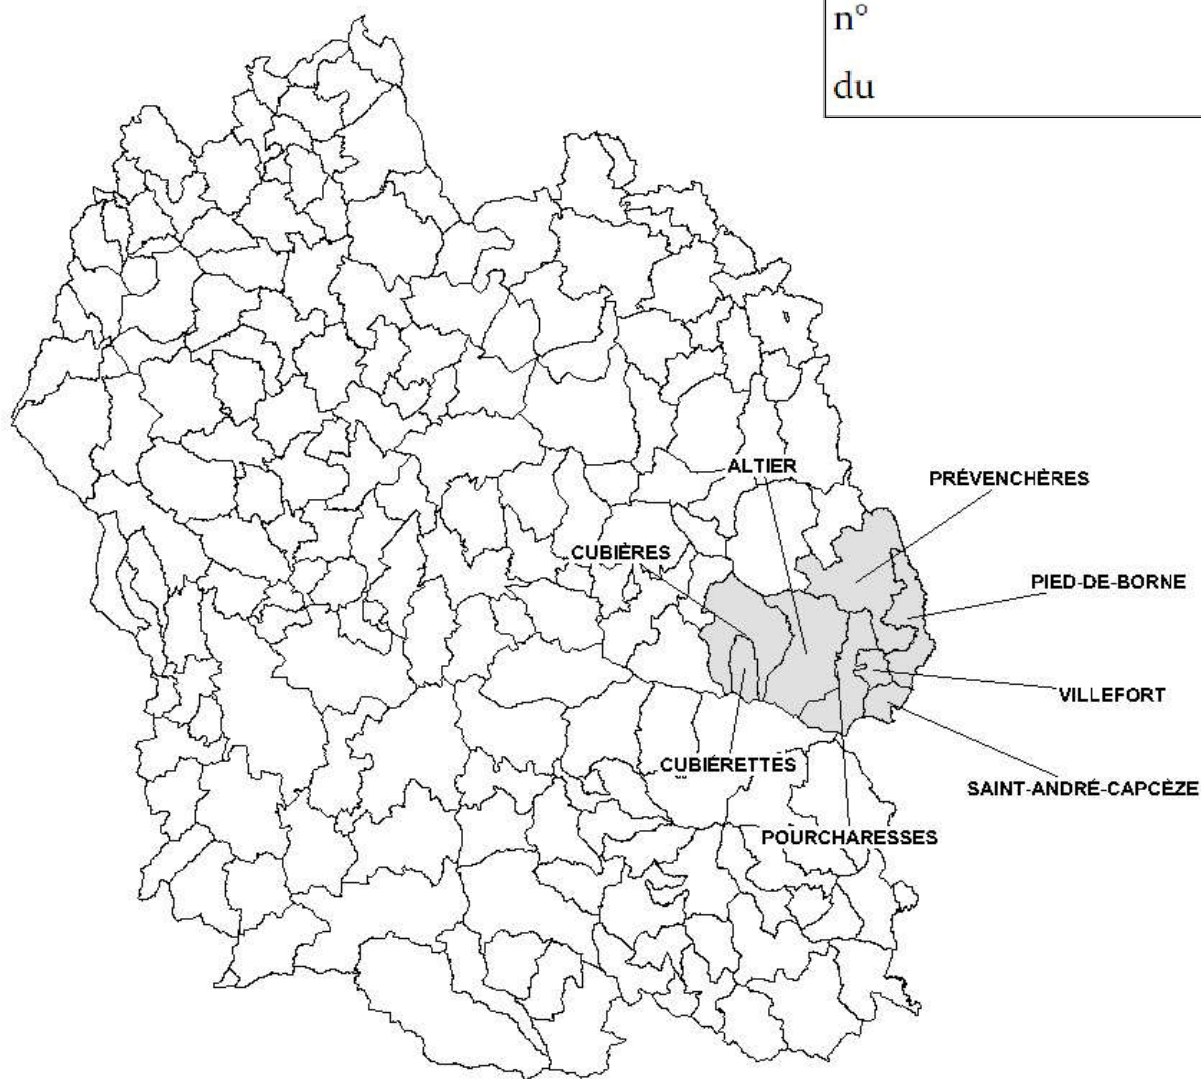 n°
du
ALTIER
PRÉVENCHÈRES
CUBIÈRES
PIED-DE-BORNE
VILLEFORT
CUBIÉRETTES
SAINT-ANDRÉ-CAPCÈZE
POURCHARESSES